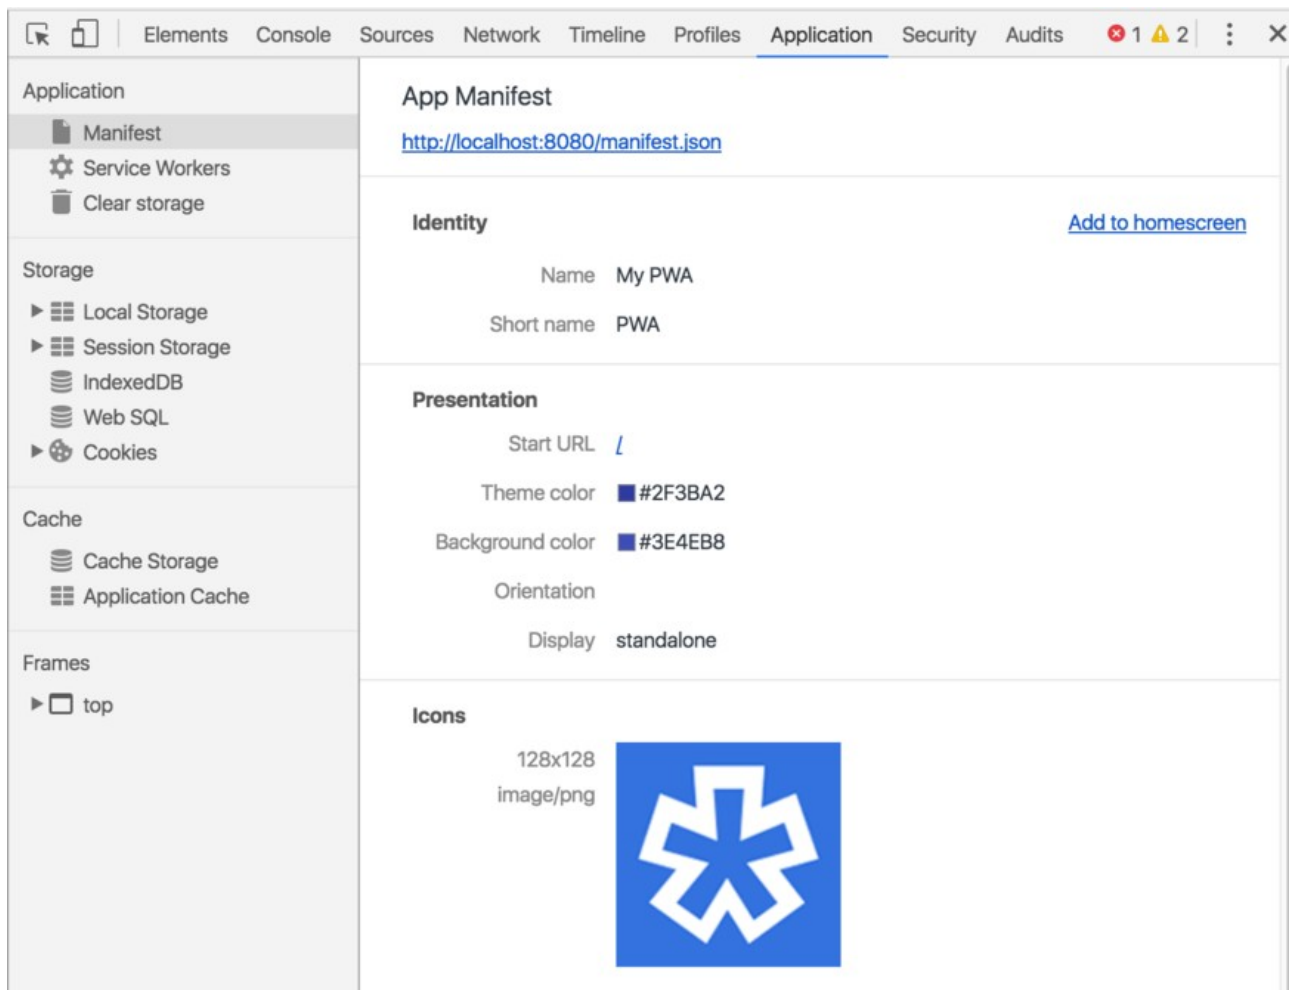 Elements Console Sources Network Timeline Profiles Application Security Audits 1 2
Application
Manifest
Service Workers
Clear storage
Storage
Local Storage
Session Storage
IndexedDB
Web SQL
Cookies
Cache
Cache Storage
Application Cache
Frames
top
App Manifest
http://localhost:8080/manifest.json
Identity Add to homescreen
Name My PWA
Short name PWA
Presentation
Start URL /
Theme color #2F3BA2
Background color #3E4EB8
Orientation
Display standalone
Icons
128x128
image/png